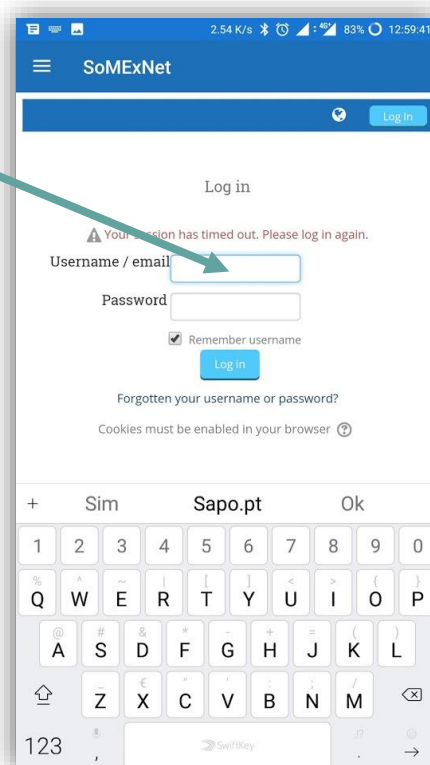 2.54 K/s 4G+ 83% 12:59:41
SoMExNet
Log In
Log in
Your session has timed out. Please log in again.
Username / email
Password
Remember username
Log in
Forgotten your username or password?
Cookies must be enabled in your browser ?
+ Sim Sapo.pt Ok
1 2 3 4 5 6 7 8 9 0
% ^ ~ | [ ] < > { }
Q W E R T Y U I O P
@ # & * - + = ( )
A S D F G H J K L
_ € " ' : ; /
Z X C V B N M
123 , SwiftKey !? . →